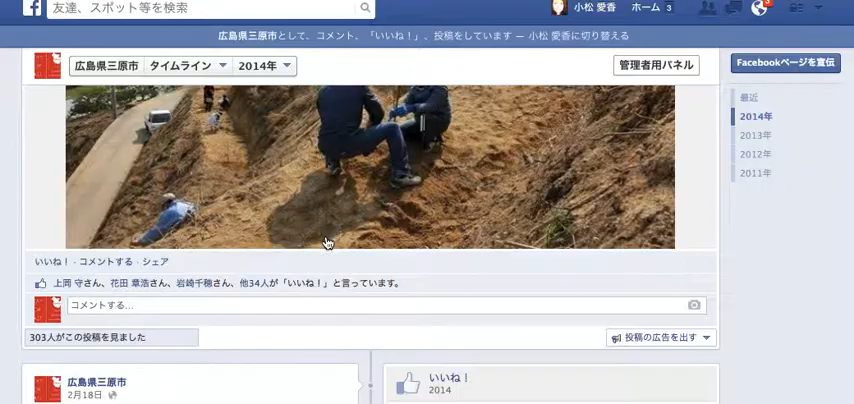 f 友達、スポット等を検索 小松 愛香 ホーム 3
広島県三原市として、コメント、「いいね！」、投稿をしています — 小松 愛香に切り替える
広島県三原市 タイムライン 2014年 管理者用パネル Facebookページを宣伝
最近
2014年
2013年
2012年
2011年
いいね！ · コメントする · シェア
上岡 守さん、花田 章浩さん、岩崎千穂さん、他34人が「いいね！」と言っています。
コメントする...
303人がこの投稿を見ました 投稿の広告を出す
広島県三原市
2月18日
いいね！
2014